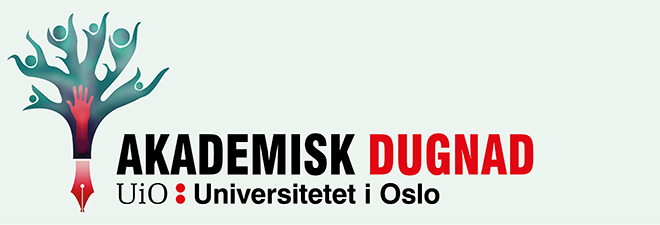 AKADEMISK DUGNAD
UiO : Universitetet i Oslo